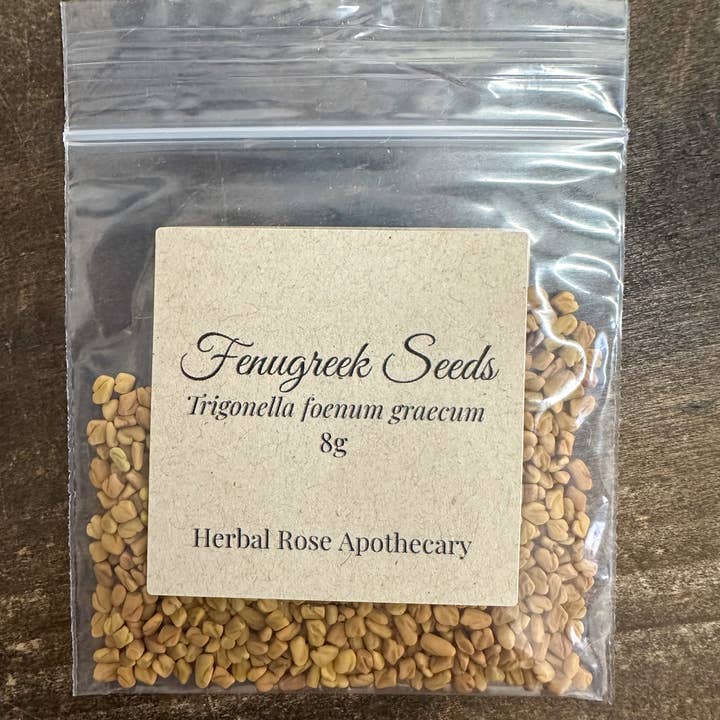 Fenugreek Seeds
Trigonella foenum graecum
8g
Herbal Rose Apothecary